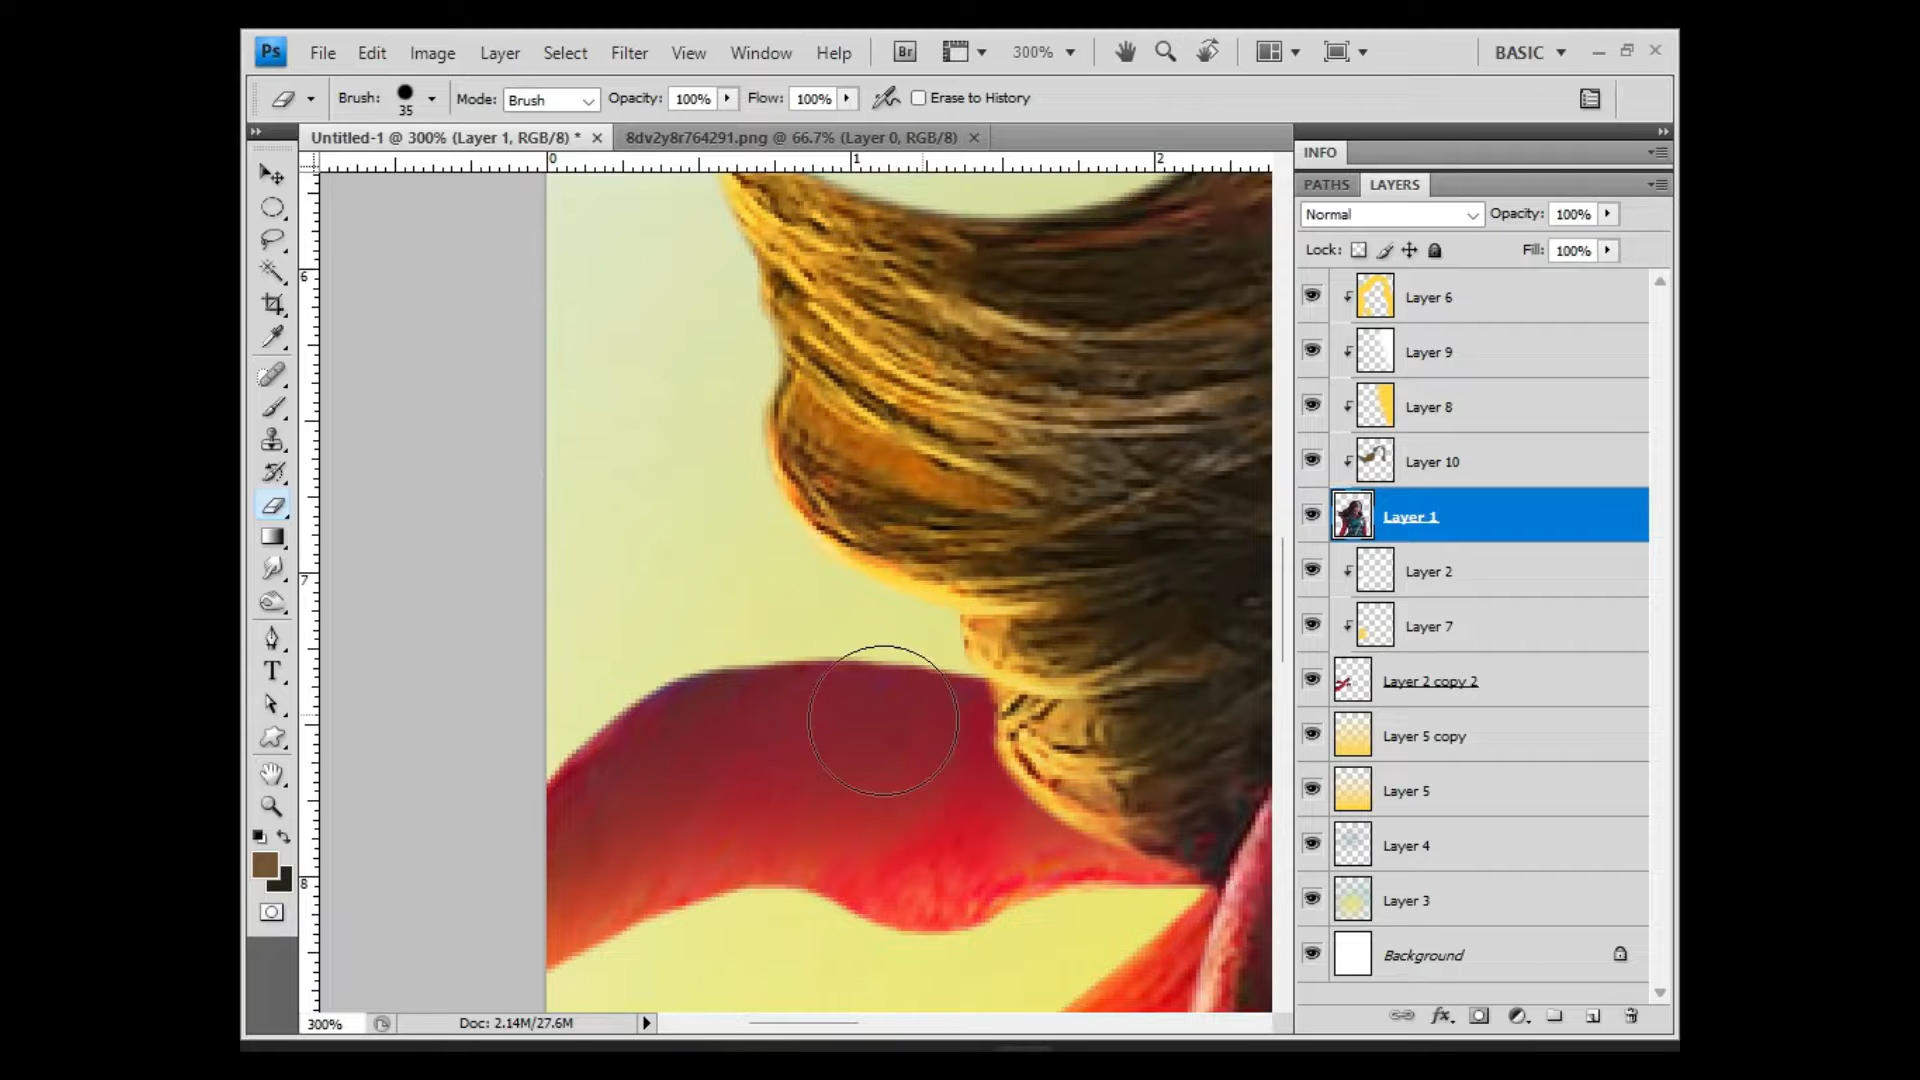 Ps File Edit Image Layer Select Filter View Window Help Br 300% BASIC
Brush: 35 Mode: Brush Opacity: 100% Flow: 100% Erase to History
Untitled-1 @ 300% (Layer 1, RGB/8) * 8dv2y8r764291.png @ 66.7% (Layer 0, RGB/8)
INFO
PATHS LAYERS
Normal Opacity: 100%
Lock: Fill: 100%
0 1 2
6
7
8
Layer 6
Layer 9
Layer 8
Layer 10
Layer 1
Layer 2
Layer 7
Layer 2 copy 2
Layer 5 copy
Layer 5
Layer 4
Layer 3
Background
T
fx
300% Doc: 2.14M/27.6M